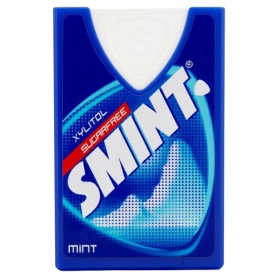 S
XYLITOL
SUGARFREE
SMINT®
MINT